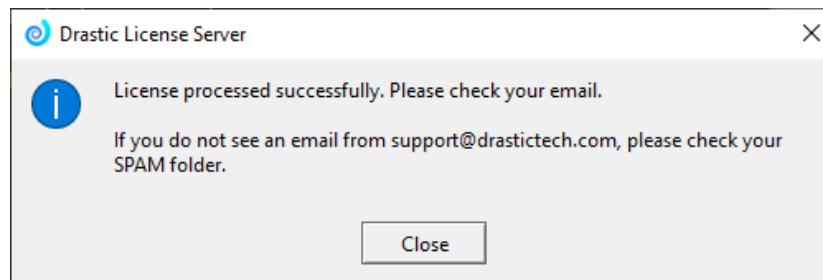 Drastic License Server
License processed successfully. Please check your email.
If you do not see an email from support@drastictech.com, please check your
SPAM folder.
Close